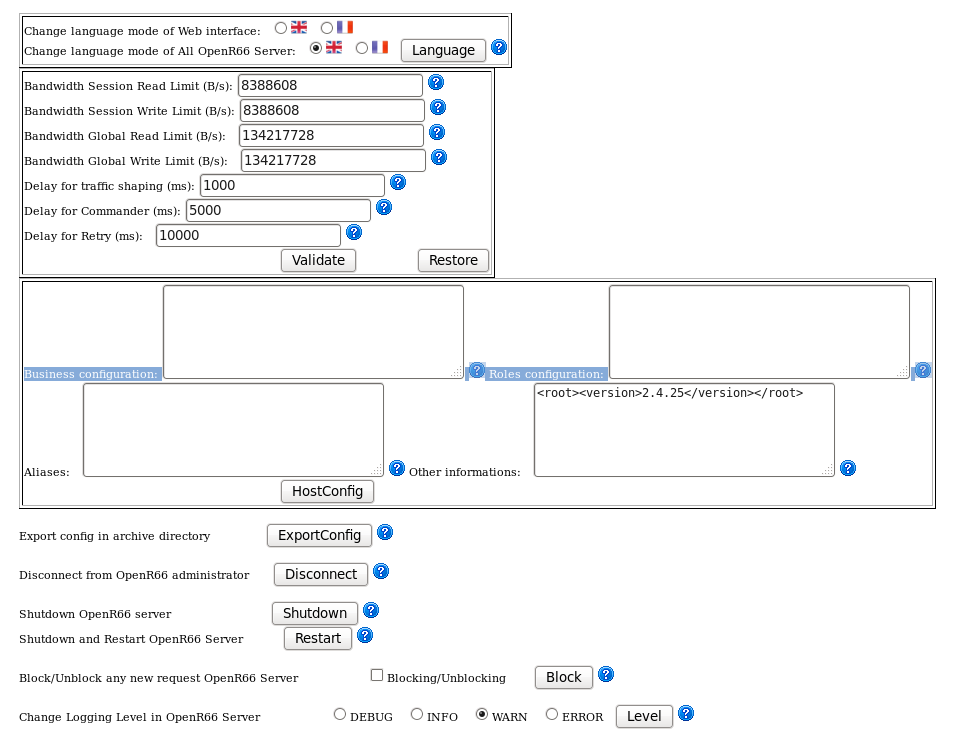 Change language mode of Web interface:
Change language mode of All OpenR66 Server: Language ?
Bandwidth Session Read Limit (B/s): 8388608 ?
Bandwidth Session Write Limit (B/s): 8388608 ?
Bandwidth Global Read Limit (B/s): 134217728 ?
Bandwidth Global Write Limit (B/s): 134217728 ?
Delay for traffic shaping (ms): 1000 ?
Delay for Commander (ms): 5000 ?
Delay for Retry (ms): 10000 ?
Validate Restore
Business configuration: ? Roles configuration: ?
<root><version>2.4.25</version></root>
Aliases: ? Other informations: ?
HostConfig
Export config in archive directory ExportConfig ?
Disconnect from OpenR66 administrator Disconnect ?
Shutdown OpenR66 server Shutdown ?
Shutdown and Restart OpenR66 Server Restart ?
Block/Unblock any new request OpenR66 Server Blocking/Unblocking Block ?
Change Logging Level in OpenR66 Server DEBUG INFO WARN ERROR Level ?